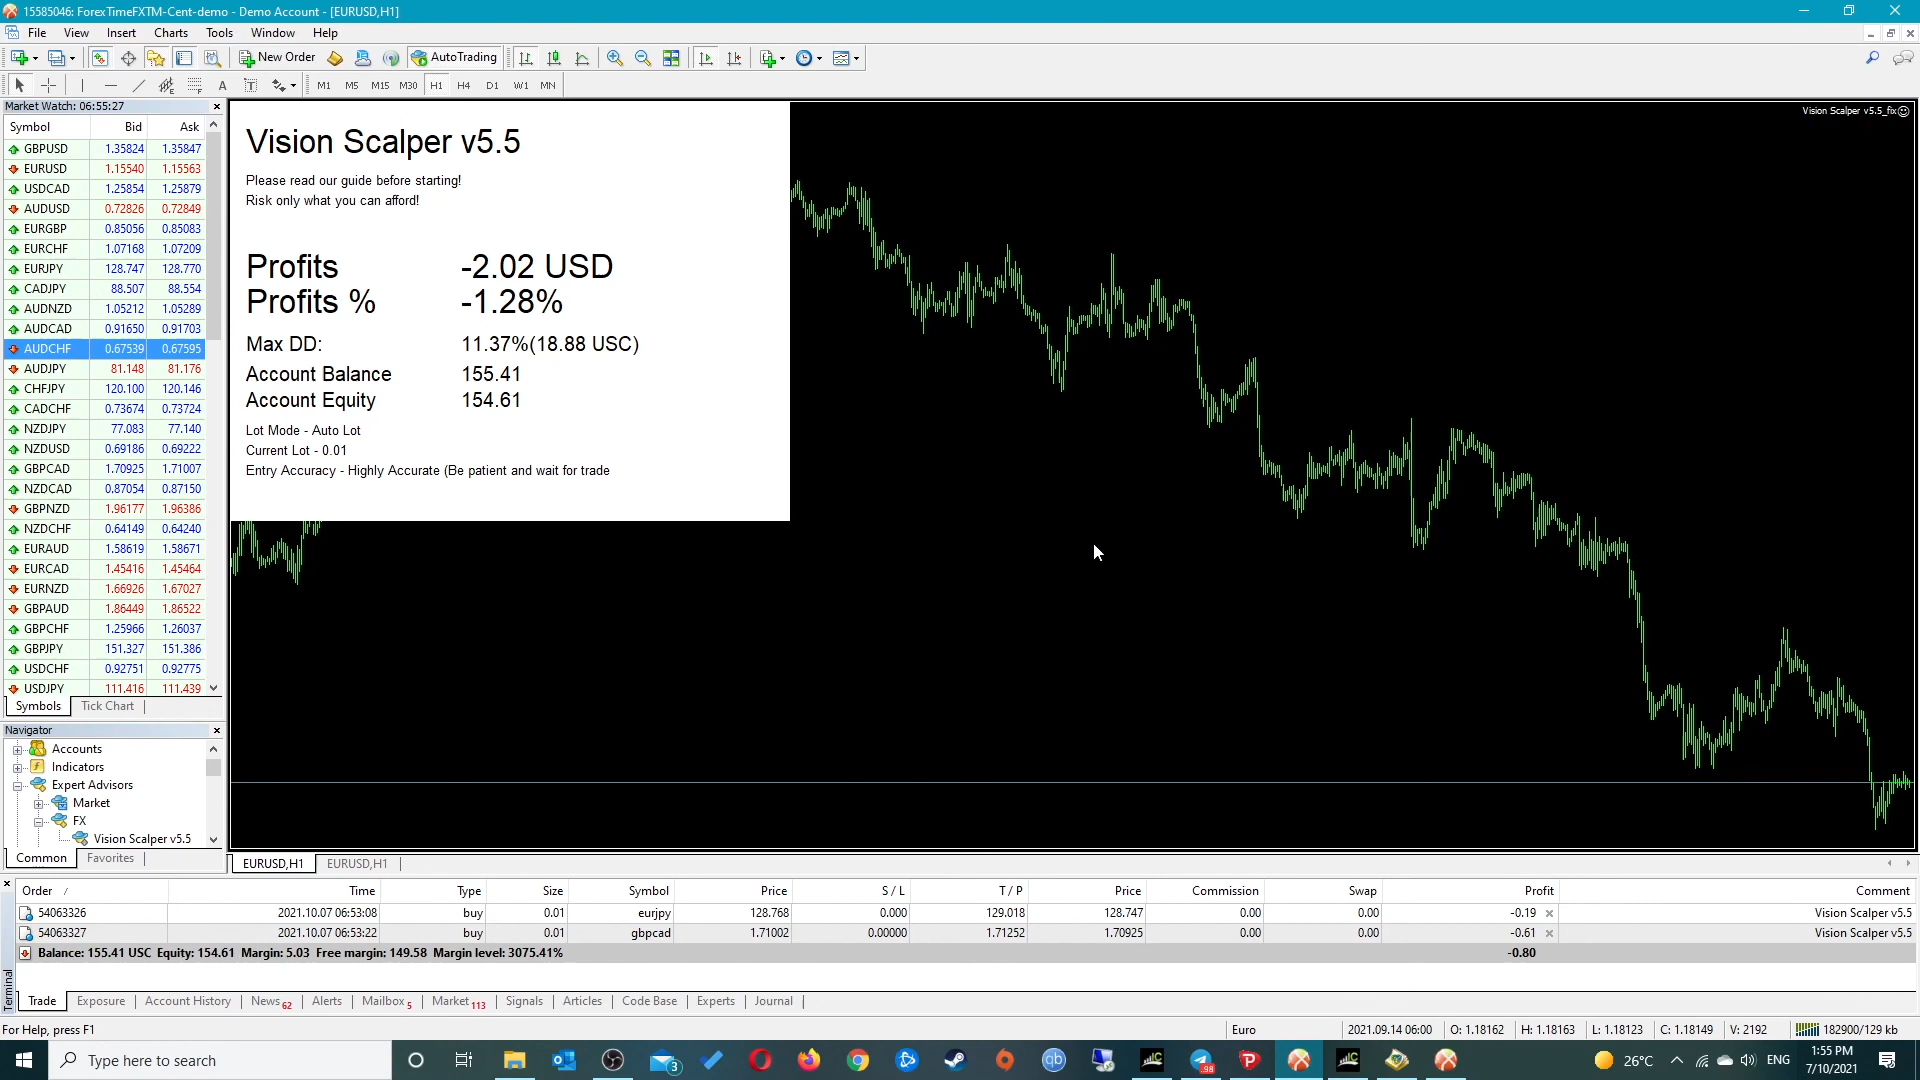 15585046: ForexTimeFXTM-Cent-demo - Demo Account - [EURUSD,H1]
File View Insert Charts Tools Window Help
New Order AutoTrading
A T M1 M5 M15 M30 H1 H4 D1 W1 MN
Market Watch: 06:55:27
Symbol Bid Ask
GBPUSD 1.35824 1.35847
EURUSD 1.15540 1.15563
USDCAD 1.25854 1.25879
AUDUSD 0.72826 0.72849
EURGBP 0.85056 0.85083
EURCHF 1.07168 1.07209
EURJPY 128.747 128.770
CADJPY 88.507 88.554
AUDNZD 1.05212 1.05289
AUDCAD 0.91650 0.91703
AUDCHF 0.67539 0.67595
AUDJPY 81.148 81.176
CHFJPY 120.100 120.146
CADCHF 0.73674 0.73724
NZDJPY 77.083 77.140
NZDUSD 0.69186 0.69222
GBPCAD 1.70925 1.71007
NZDCAD 0.87054 0.87150
GBPNZD 1.96177 1.96386
NZDCHF 0.64149 0.64240
EURAUD 1.58619 1.58671
EURCAD 1.45416 1.45464
EURNZD 1.66926 1.67027
GBPAUD 1.86449 1.86522
GBPCHF 1.25966 1.26037
GBPJPY 151.327 151.386
USDCHF 0.92751 0.92775
USDJPY 111.416 111.439
Symbols Tick Chart
Navigator
Accounts
Indicators
Expert Advisors
Market
FX
Vision Scalper v5.5
Common Favorites
Vision Scalper v5.5_fix
Vision Scalper v5.5
Please read our guide before starting!
Risk only what you can afford!
Profits -2.02 USD
Profits % -1.28%
Max DD: 11.37%(18.88 USC)
Account Balance 155.41
Account Equity 154.61
Lot Mode - Auto Lot
Current Lot - 0.01
Entry Accuracy - Highly Accurate (Be patient and wait for trade
EURUSD,H1 EURUSD,H1
Order / Time Type Size Symbol Price S / L T / P Price Commission Swap Profit Comment
54063326 2021.10.07 06:53:08 buy 0.01 eurjpy 128.768 0.000 129.018 128.747 0.00 0.00 -0.19 Vision Scalper v5.5
54063327 2021.10.07 06:53:22 buy 0.01 gbpcad 1.71002 0.00000 1.71252 1.70925 0.00 0.00 -0.61 Vision Scalper v5.5
Balance: 155.41 USC Equity: 154.61 Margin: 5.03 Free margin: 149.58 Margin level: 3075.41% -0.80
Terminal
Trade Exposure Account History News 62 Alerts Mailbox 5 Market 113 Signals Articles Code Base Experts Journal
For Help, press F1 Euro 2021.09.14 06:00 O: 1.18162 H: 1.18163 L: 1.18123 C: 1.18149 V: 2192 182900/129 kb
Type here to search 3 qb 98 26°C ENG 1:55 PM
7/10/2021